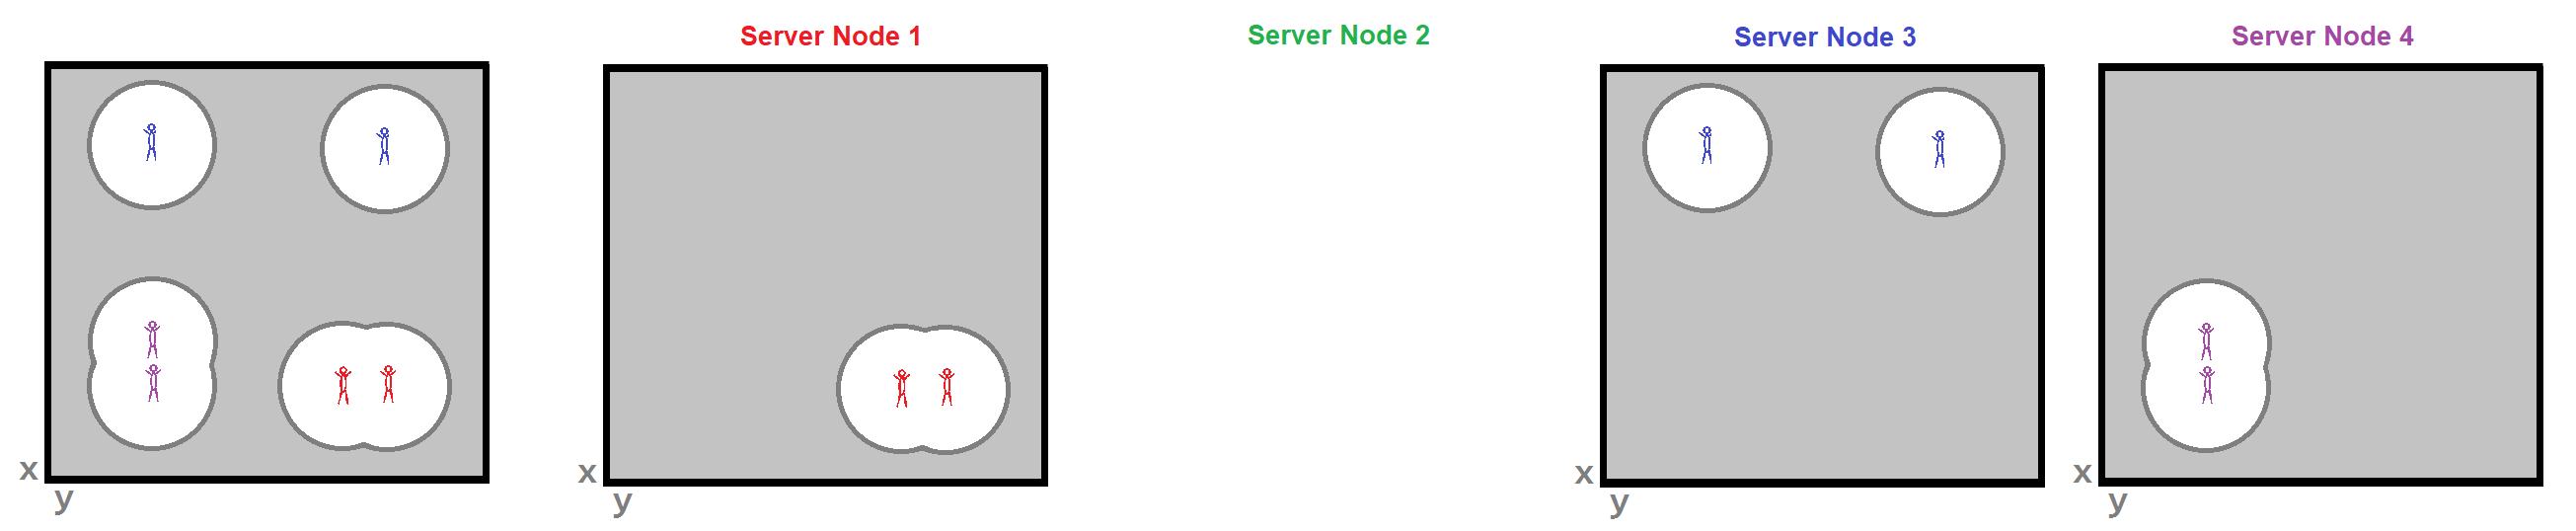 Server Node 1
Server Node 2
Server Node 3
Server Node 4
x
y
x
y
x
y
x
y